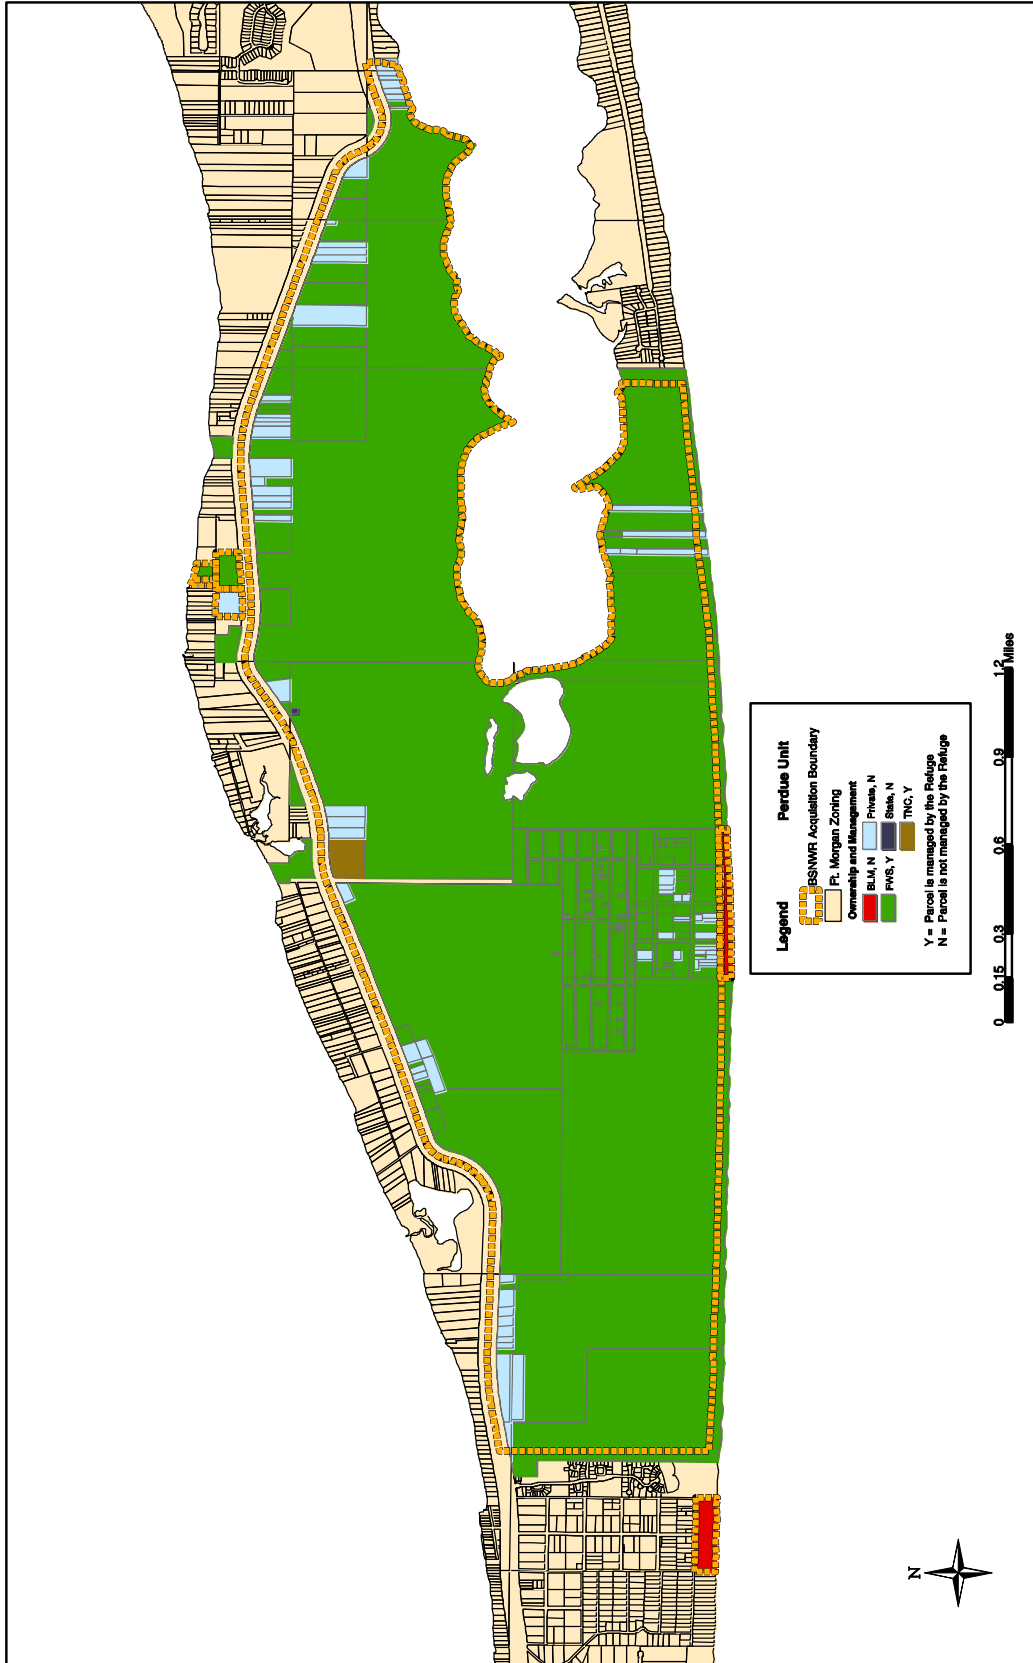 Legend
Perdue Unit
BSNWR Acquisition Boundary
Ft. Morgan Zoning
Ownership and Management
BLM, N
Private, N
FWS, Y
State, N
TNC, Y
Y = Parcel is managed by the Refuge
N = Parcel is not managed by the Refuge
0 0.15 0.3 0.6 0.9 1.2
Miles
N